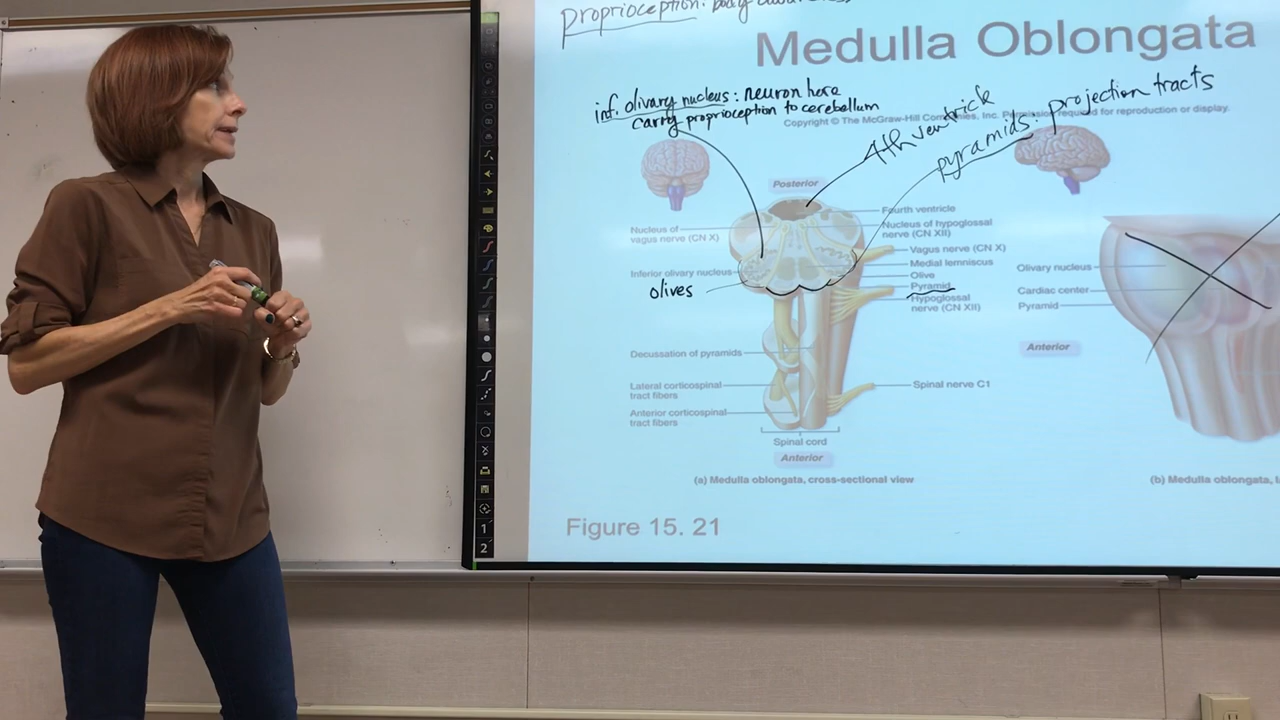 proprioception: body
Medulla Oblongata
inf. olivary nucleus: neuron here
carry proprioception to cerebellum
4th ventrick
pyramids: projection tracts
Copyright © The McGraw-Hill Companies, Inc. Permission required for reproduction or display.
Posterior
Fourth ventricle
Nucleus of hypoglossal
nerve (CN XII)
Nucleus of
vagus nerve (CN X)
Vagus nerve (CN X)
Medial lemniscus
Inferior olivary nucleus
Olive
olives
Pyramid
Hypoglossal
nerve (CN XII)
Decussation of pyramids
Lateral corticospinal
tract fibers
Spinal nerve C1
Anterior corticospinal
tract fibers
Spinal cord
Anterior
(a) Medulla oblongata, cross-sectional view
Olivary nucleus
Cardiac center
Pyramid
Anterior
(b) Medulla oblongata,
Figure 15. 21
1
2